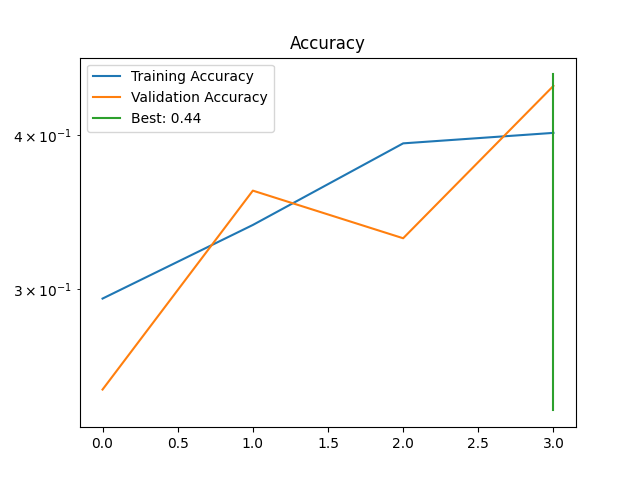 Accuracy
Training Accuracy
Validation Accuracy
Best: 0.44
4 × 10⁻¹
3 × 10⁻¹
0.0 0.5 1.0 1.5 2.0 2.5 3.0